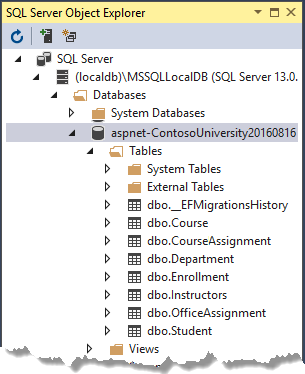 SQL Server Object Explorer
SQL Server
(localdb)\MSSQLLocalDB (SQL Server 13.0.
Databases
System Databases
aspnet-ContosoUniversity20160816
Tables
System Tables
External Tables
dbo.__EFMigrationsHistory
dbo.Course
dbo.CourseAssignment
dbo.Department
dbo.Enrollment
dbo.Instructors
dbo.OfficeAssignment
dbo.Student
Views